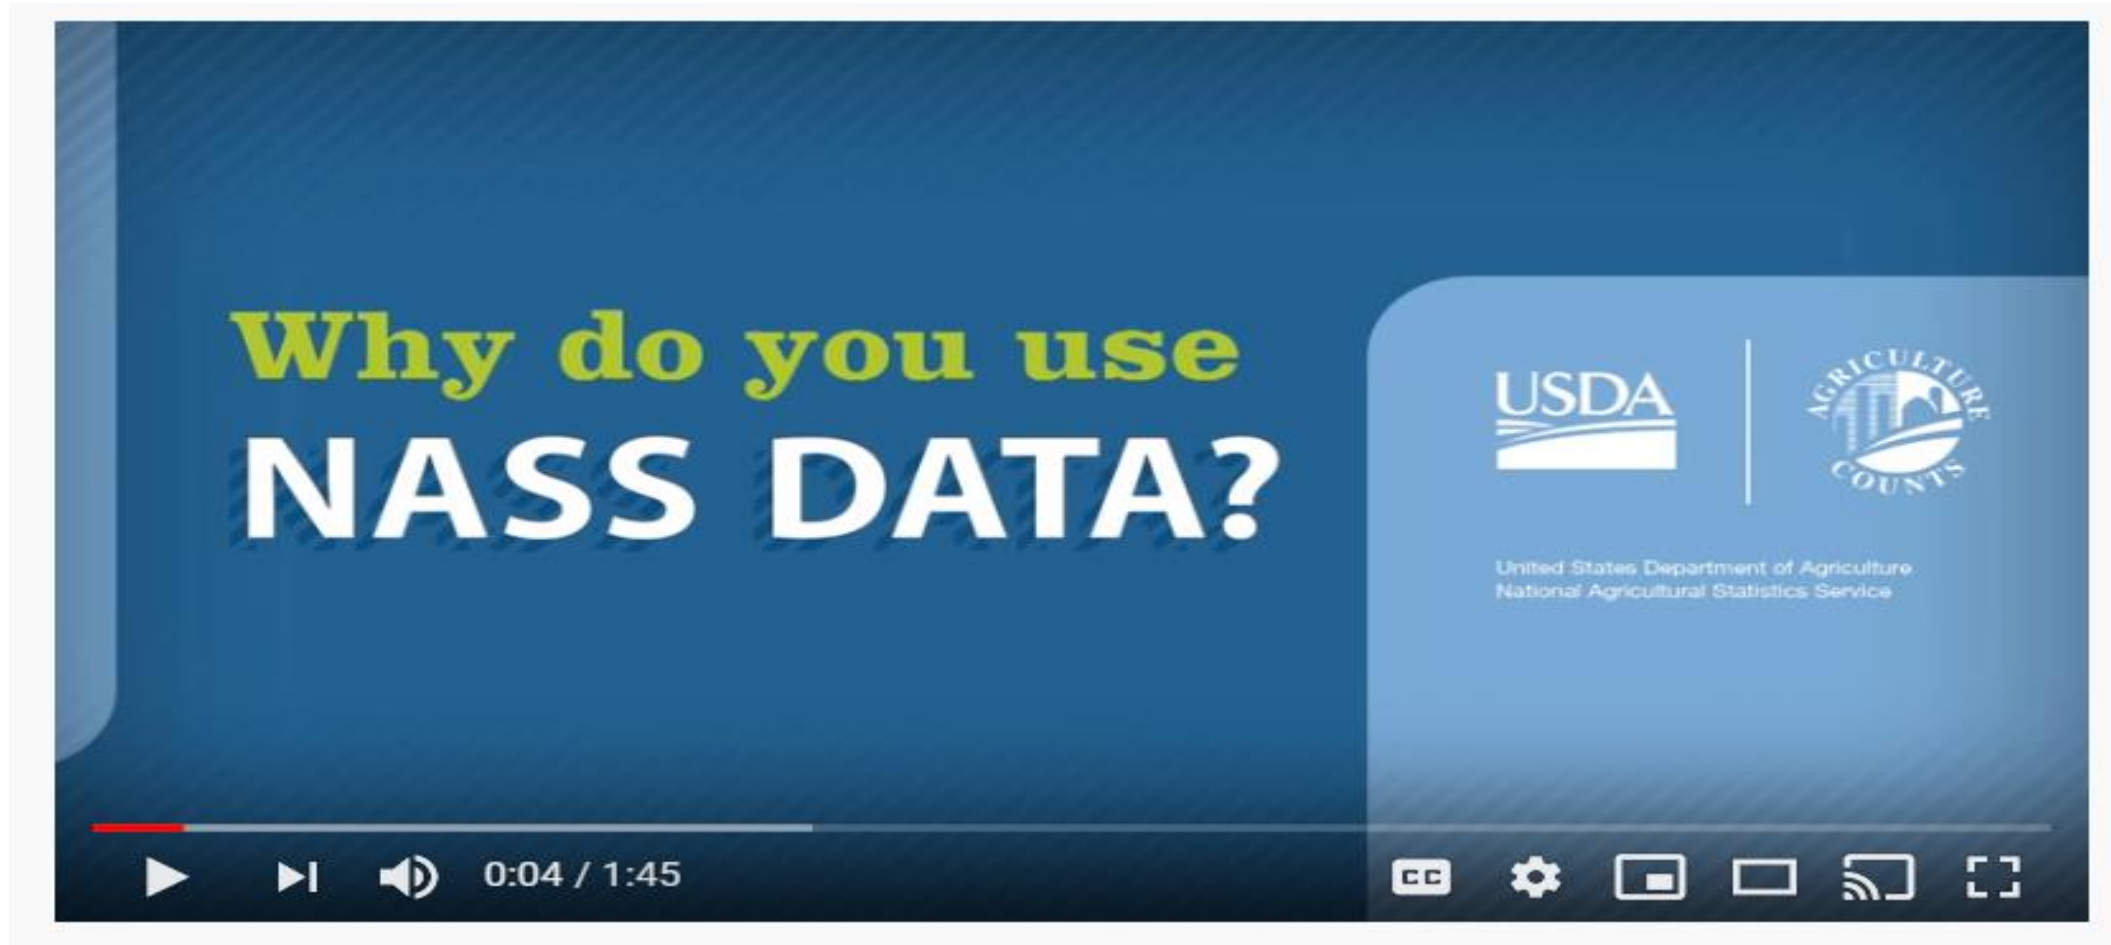 Why do you use
NASS DATA?
USDA
AGRICULTURE
COUNTS
United States Department of Agriculture
National Agricultural Statistics Service
0:04 / 1:45
CC